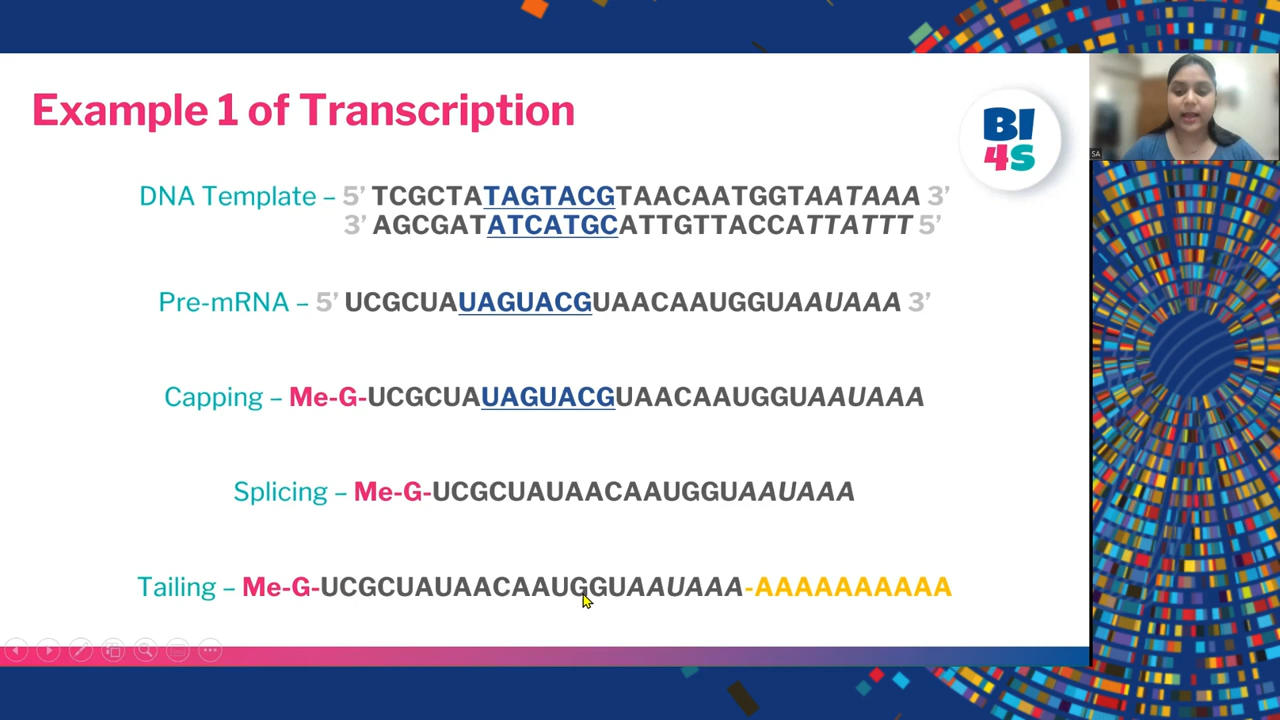 Example 1 of Transcription
BI
4S
SA
DNA Template – 5’ TCGCTATAGTACGTAACAATGGTAATAAA 3’
3’ AGCGATATCATGCATTGTTACCATTATTT 5’
Pre-mRNA – 5’ UCGCUAUAGUACGUAACAAUGGUAAUAAA 3’
Capping – Me-G-UCGCUAUAGUACGUAACAAUGGUAAUAAA
Splicing – Me-G-UCGCUAUAACAAUGGUAAUAAA
Tailing – Me-G-UCGCUAUAACAAUGGUAAUAAA-AAAAAAAAAA